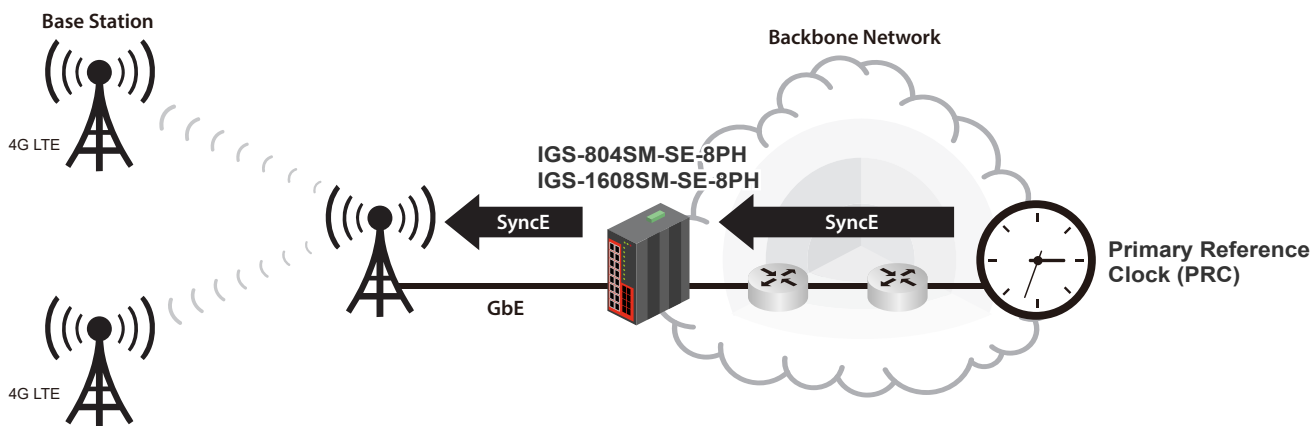 Base Station
Backbone Network
4G LTE
IGS-804SM-SE-8PH
IGS-1608SM-SE-8PH
SyncE
SyncE
Primary Reference
Clock (PRC)
GbE
4G LTE